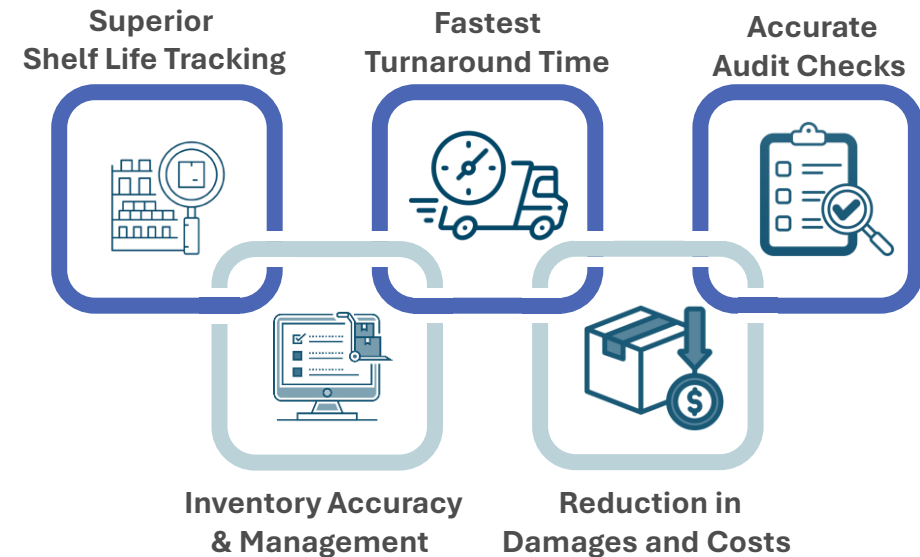 Superior
Shelf Life Tracking
Fastest
Turnaround Time
Accurate
Audit Checks
$
Inventory Accuracy
& Management
Reduction in
Damages and Costs